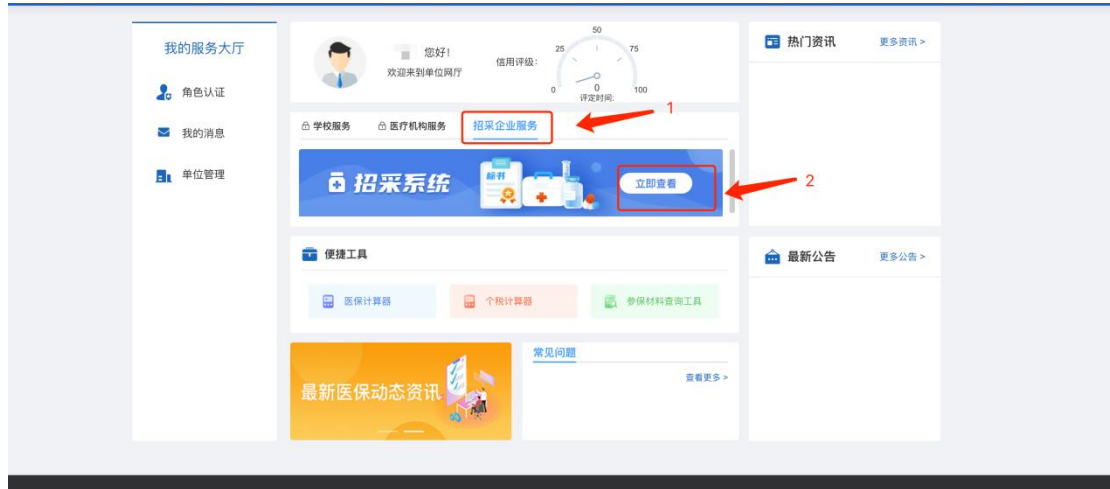 我的服务大厅
角色认证
我的消息
单位管理
您好！
欢迎来到单位网厅
信用评级：
0
25
50
75
100
0
评定时间:
1
学校服务
医疗机构服务
招采企业服务
招采系统
标书
立即查看
2
便捷工具
医保计算器
个税计算器
参保材料查询工具
最新医保动态资讯
常见问题
查看更多 >
热门资讯
更多资讯 >
最新公告
更多公告 >